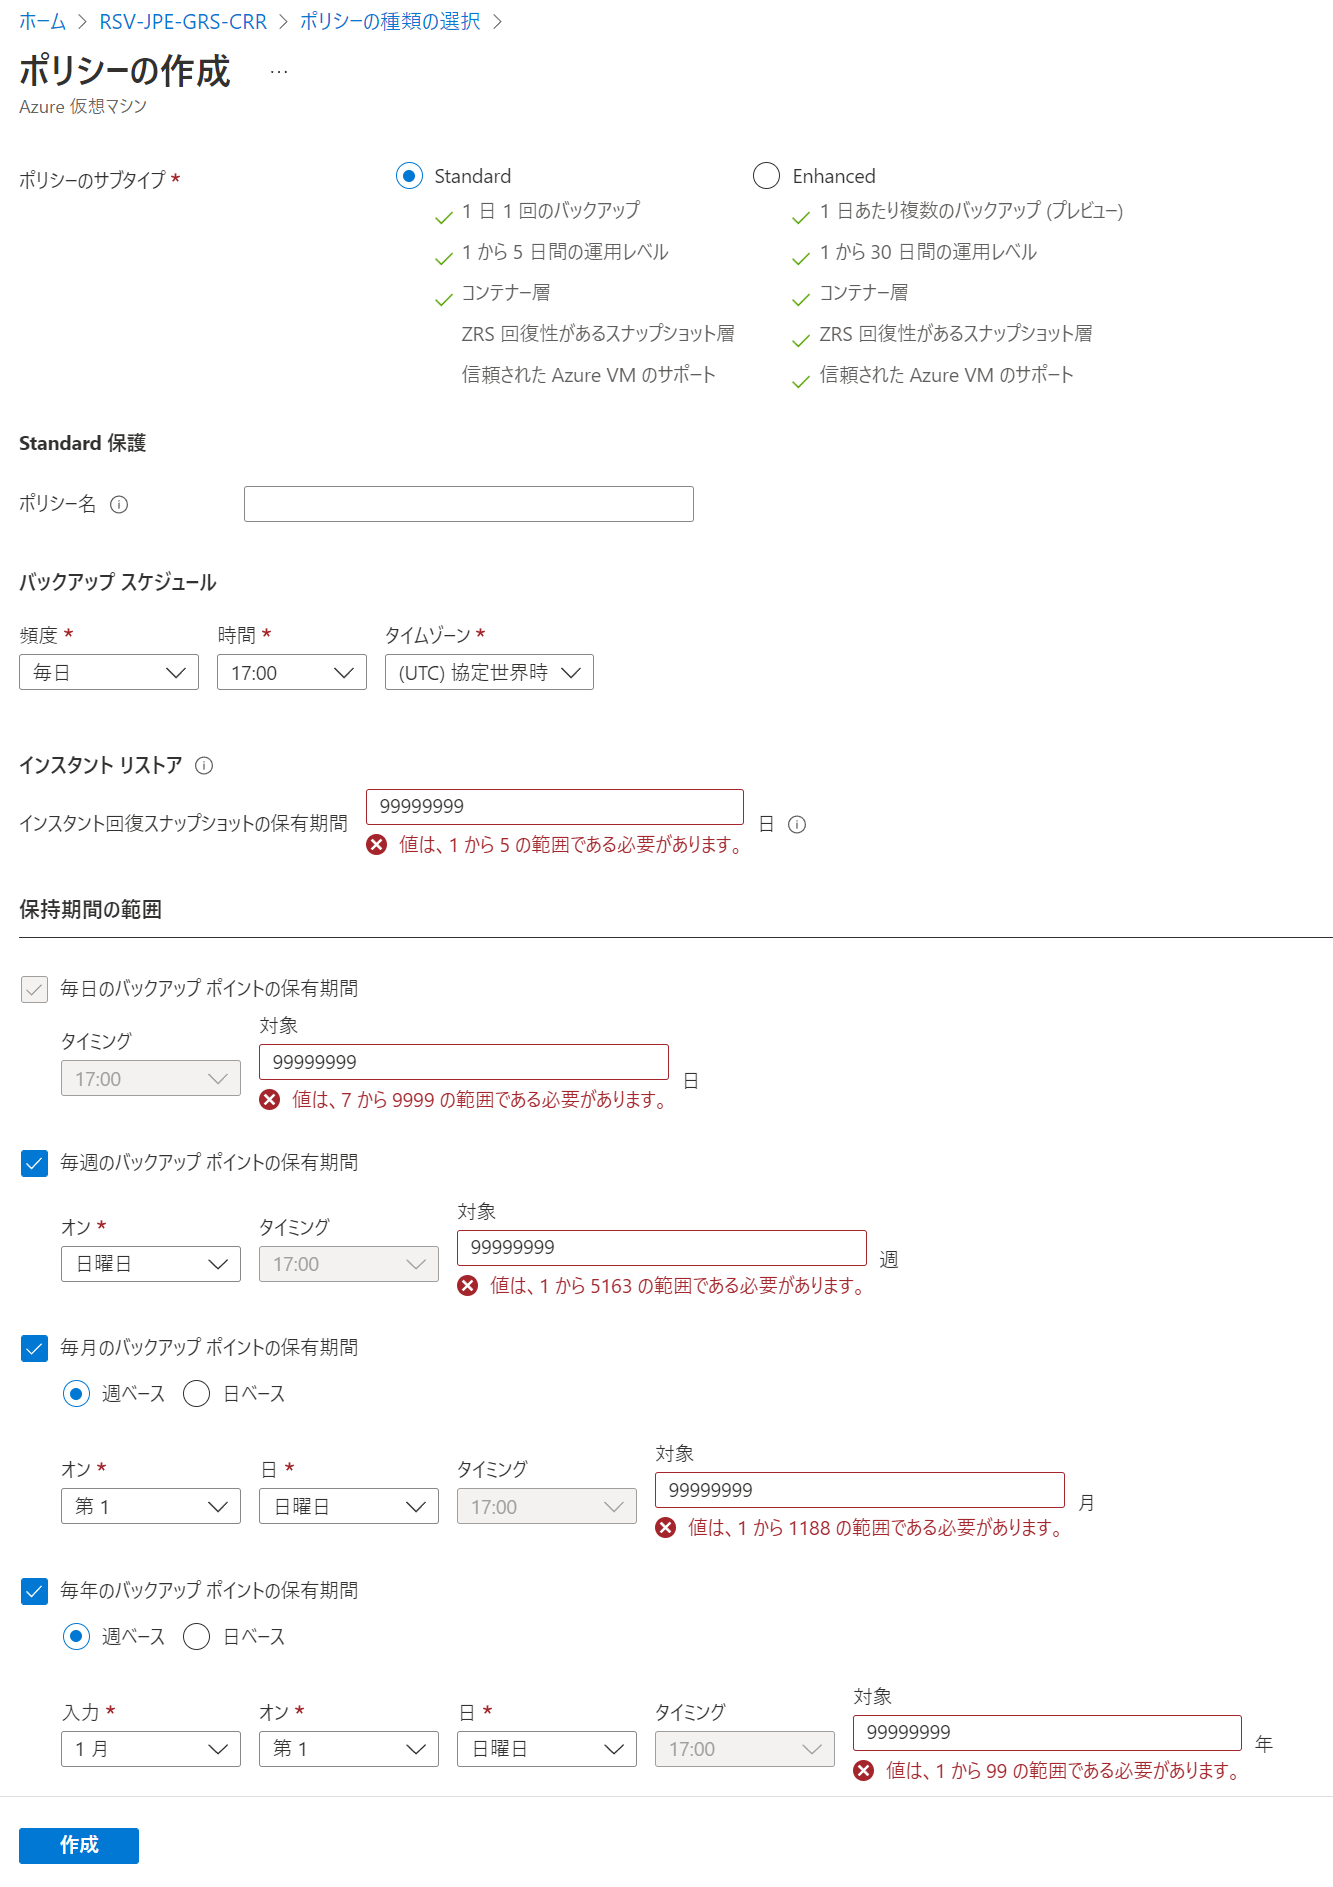 ホーム > RSV-JPE-GRS-CRR > ポリシーの種類の選択 >
ポリシーの作成 …
Azure 仮想マシン
ポリシーのサブタイプ *
Standard
1 日 1 回のバックアップ
1 から 5 日間の運用レベル
コンテナー層
ZRS 回復性があるスナップショット層
信頼された Azure VM のサポート
Enhanced
1 日あたり複数のバックアップ (プレビュー)
1 から 30 日間の運用レベル
コンテナー層
ZRS 回復性があるスナップショット層
信頼された Azure VM のサポート
Standard 保護
ポリシー名
バックアップ スケジュール
頻度 * 時間 * タイムゾーン *
毎日 17:00 (UTC) 協定世界時
インスタント リストア
インスタント回復スナップショットの保有期間 99999999 日
値は、1 から 5 の範囲である必要があります。
保持期間の範囲
毎日のバックアップ ポイントの保有期間
タイミング 対象
17:00 99999999 日
値は、7 から 9999 の範囲である必要があります。
毎週のバックアップ ポイントの保有期間
オン * タイミング 対象
日曜日 17:00 99999999 週
値は、1 から 5163 の範囲である必要があります。
毎月のバックアップ ポイントの保有期間
週ベース 日ベース
オン * 日 * タイミング 対象
第 1 日曜日 17:00 99999999 月
値は、1 から 1188 の範囲である必要があります。
毎年のバックアップ ポイントの保有期間
週ベース 日ベース
入力 * オン * 日 * タイミング 対象
1 月 第 1 日曜日 17:00 99999999 年
値は、1 から 99 の範囲である必要があります。
作成